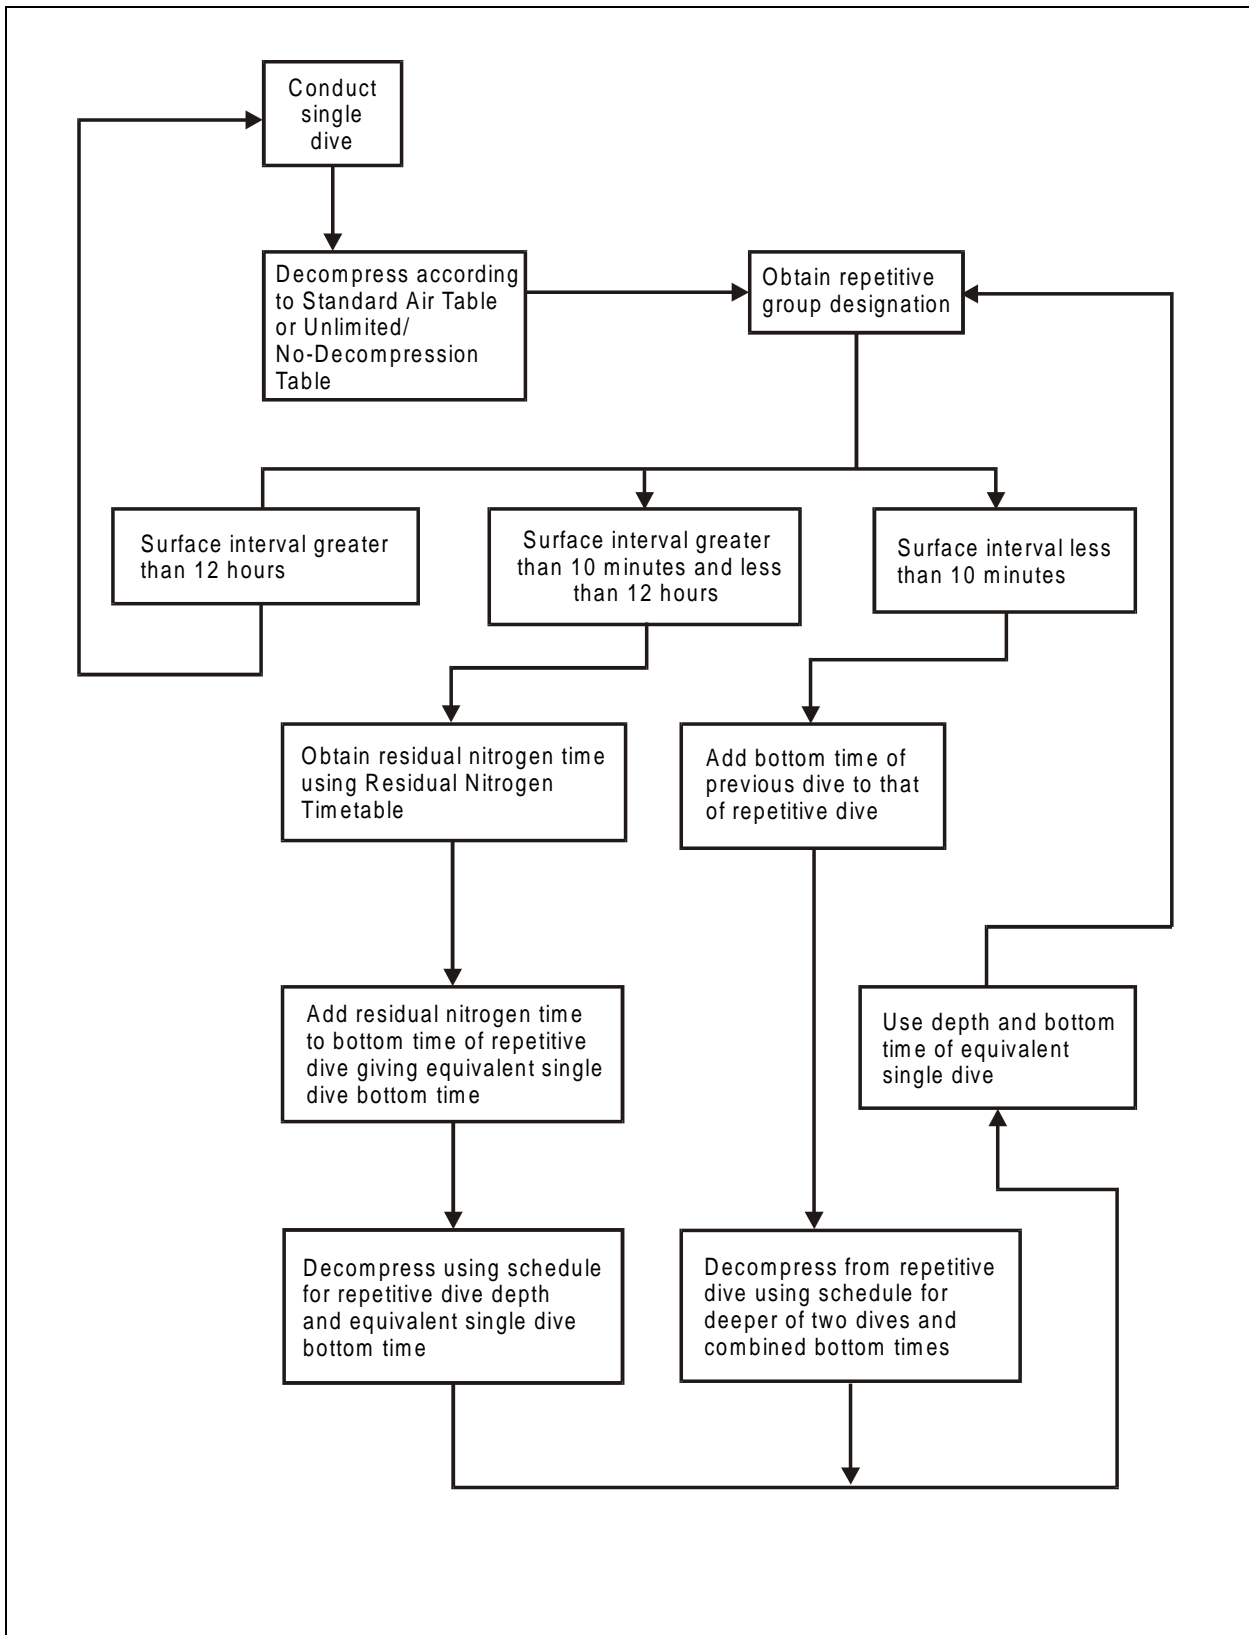 Conduct
single
dive
Decompress according
to Standard Air Table
or Unlimited/
No-Decompression
Table
Obtain repetitive
group designation
Surface interval greater
than 12 hours
Surface interval greater
than 10 minutes and less
than 12 hours
Surface interval less
than 10 minutes
Obtain residual nitrogen time
using Residual Nitrogen
Timetable
Add bottom time of
previous dive to that
of repetitive dive
Add residual nitrogen time
to bottom time of repetitive
dive giving equivalent single
dive bottom time
Use depth and bottom
time of equivalent
single dive
Decompress using schedule
for repetitive dive depth
and equivalent single dive
bottom time
Decompress from repetitive
dive using schedule for
deeper of two dives and
combined bottom times